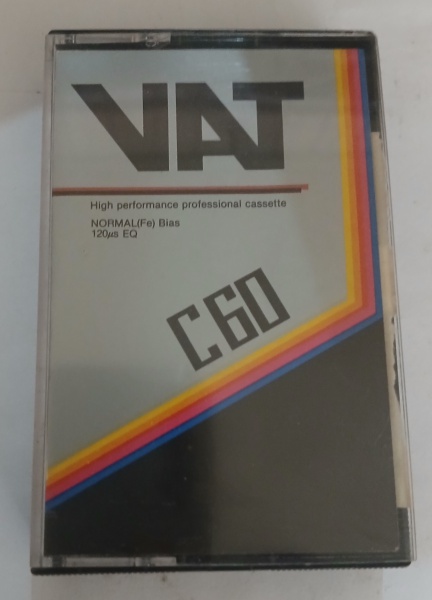 VAT
High performance professional cassette
NORMAL(Fe) Bias
120µs EQ
C60